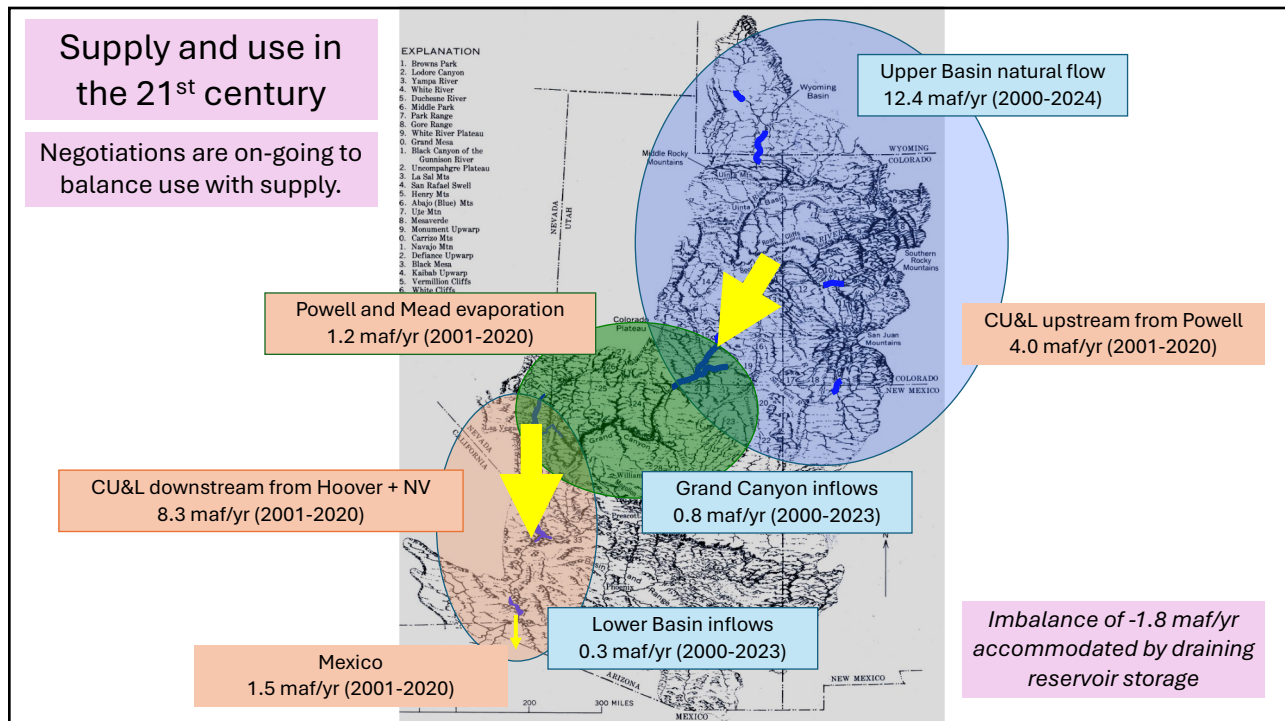 Supply and use in
the 21st century
Negotiations are on-going to
balance use with supply.
EXPLANATION
1. Browns Park
2. Lodore Canyon
3. Yampa River
4. White River
5. Duchesne River
6. Middle Park
7. Park Range
8. Gore Range
9. White River Plateau
0. Grand Mesa
1. Black Canyon of the
Gunnison River
2. Uncompahgre Plateau
3. La Sal Mts
4. San Rafael Swell
5. Henry Mts
6. Abajo (Blue) Mts
7. Ute Mtn
8. Mesaverde
9. Monument Upwarp
0. Carrizo Mts
1. Navajo Mtn
2. Defiance Upwarp
3. Black Mesa
4. Kaibab Upwarp
5. Vermillion Cliffs
6. White Cliffs
Upper Basin natural flow
12.4 maf/yr (2000-2024)
Wyoming
Basin
WYOMING
COLORADO
Middle Rocky
Mountains
Uinta Mts
Uinta Basin
NEVADA
UTAH
Cliffs
Southern
Rocky
Mountains
Powell and Mead evaporation
1.2 maf/yr (2001-2020)
Colorado
Plateau
San Juan
Mountains
CU&L upstream from Powell
4.0 maf/yr (2001-2020)
COLORADO
NEW MEXICO
Las Vegas
NEVADA
CALIFORNIA
Grand Canyon
CU&L downstream from Hoover + NV
8.3 maf/yr (2001-2020)
Grand Canyon inflows
0.8 maf/yr (2000-2023)
Prescott
N
Basin and Range
Phoenix
Lower Basin inflows
0.3 maf/yr (2000-2023)
Mexico
1.5 maf/yr (2001-2020)
Imbalance of -1.8 maf/yr
accommodated by draining
reservoir storage
ARIZONA
NEW MEXICO
MEXICO
200
300 MILES